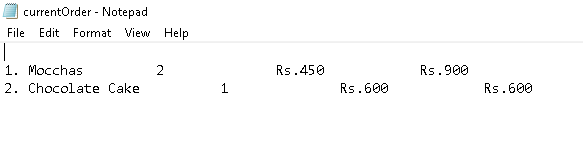 currentOrder - Notepad
File Edit Format View Help
1. Mocchas 2 Rs.450 Rs.900
2. Chocolate Cake 1 Rs.600 Rs.600